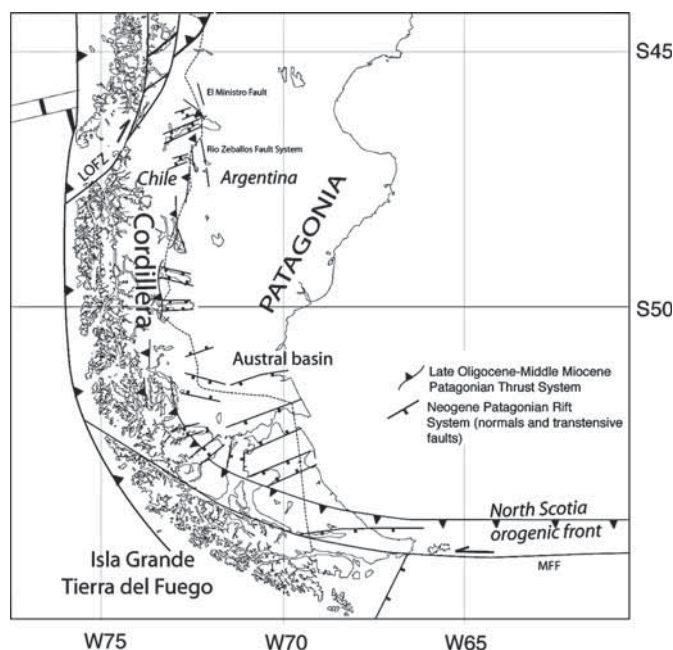 S45
El Ministro Fault
Rio Zeballos Fault System
LOFZ
Chile
Argentina
Cordillera
PATAGONIA
S50
Austral basin
Late Oligocene-Middle Miocene
Patagonian Thrust System
Neogene Patagonian Rift
System (normals and transtensive
faults)
North Scotia
orogenic front
MFF
Isla Grande
Tierra del Fuego
W75
W70
W65